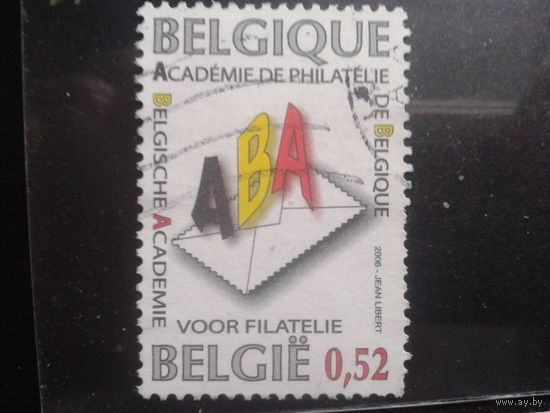 BELGIQUE
ACADÉMIE DE PHILATÉLIE
DE BELGIQUE
BELGISCHE ACADEMIE
ABA
2006 - JEAN LIBERT
VOOR FILATELIE
BELGIË 0,52
www.ay.by